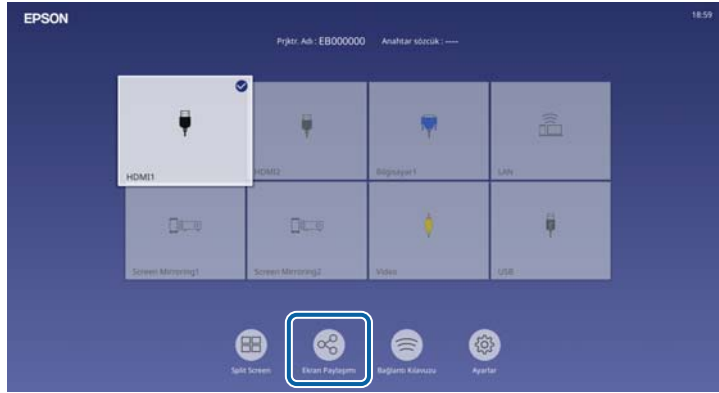 EPSON
18:59
Prjktr. Adı : EB000000 Anahtar sözcük : ----
HDMI1
HDMI2
Bilgisayar1
LAN
Screen Mirroring1
Screen Mirroring2
Video
USB
Split Screen
Ekran Paylaşımı
Bağlantı Kılavuzu
Ayarlar